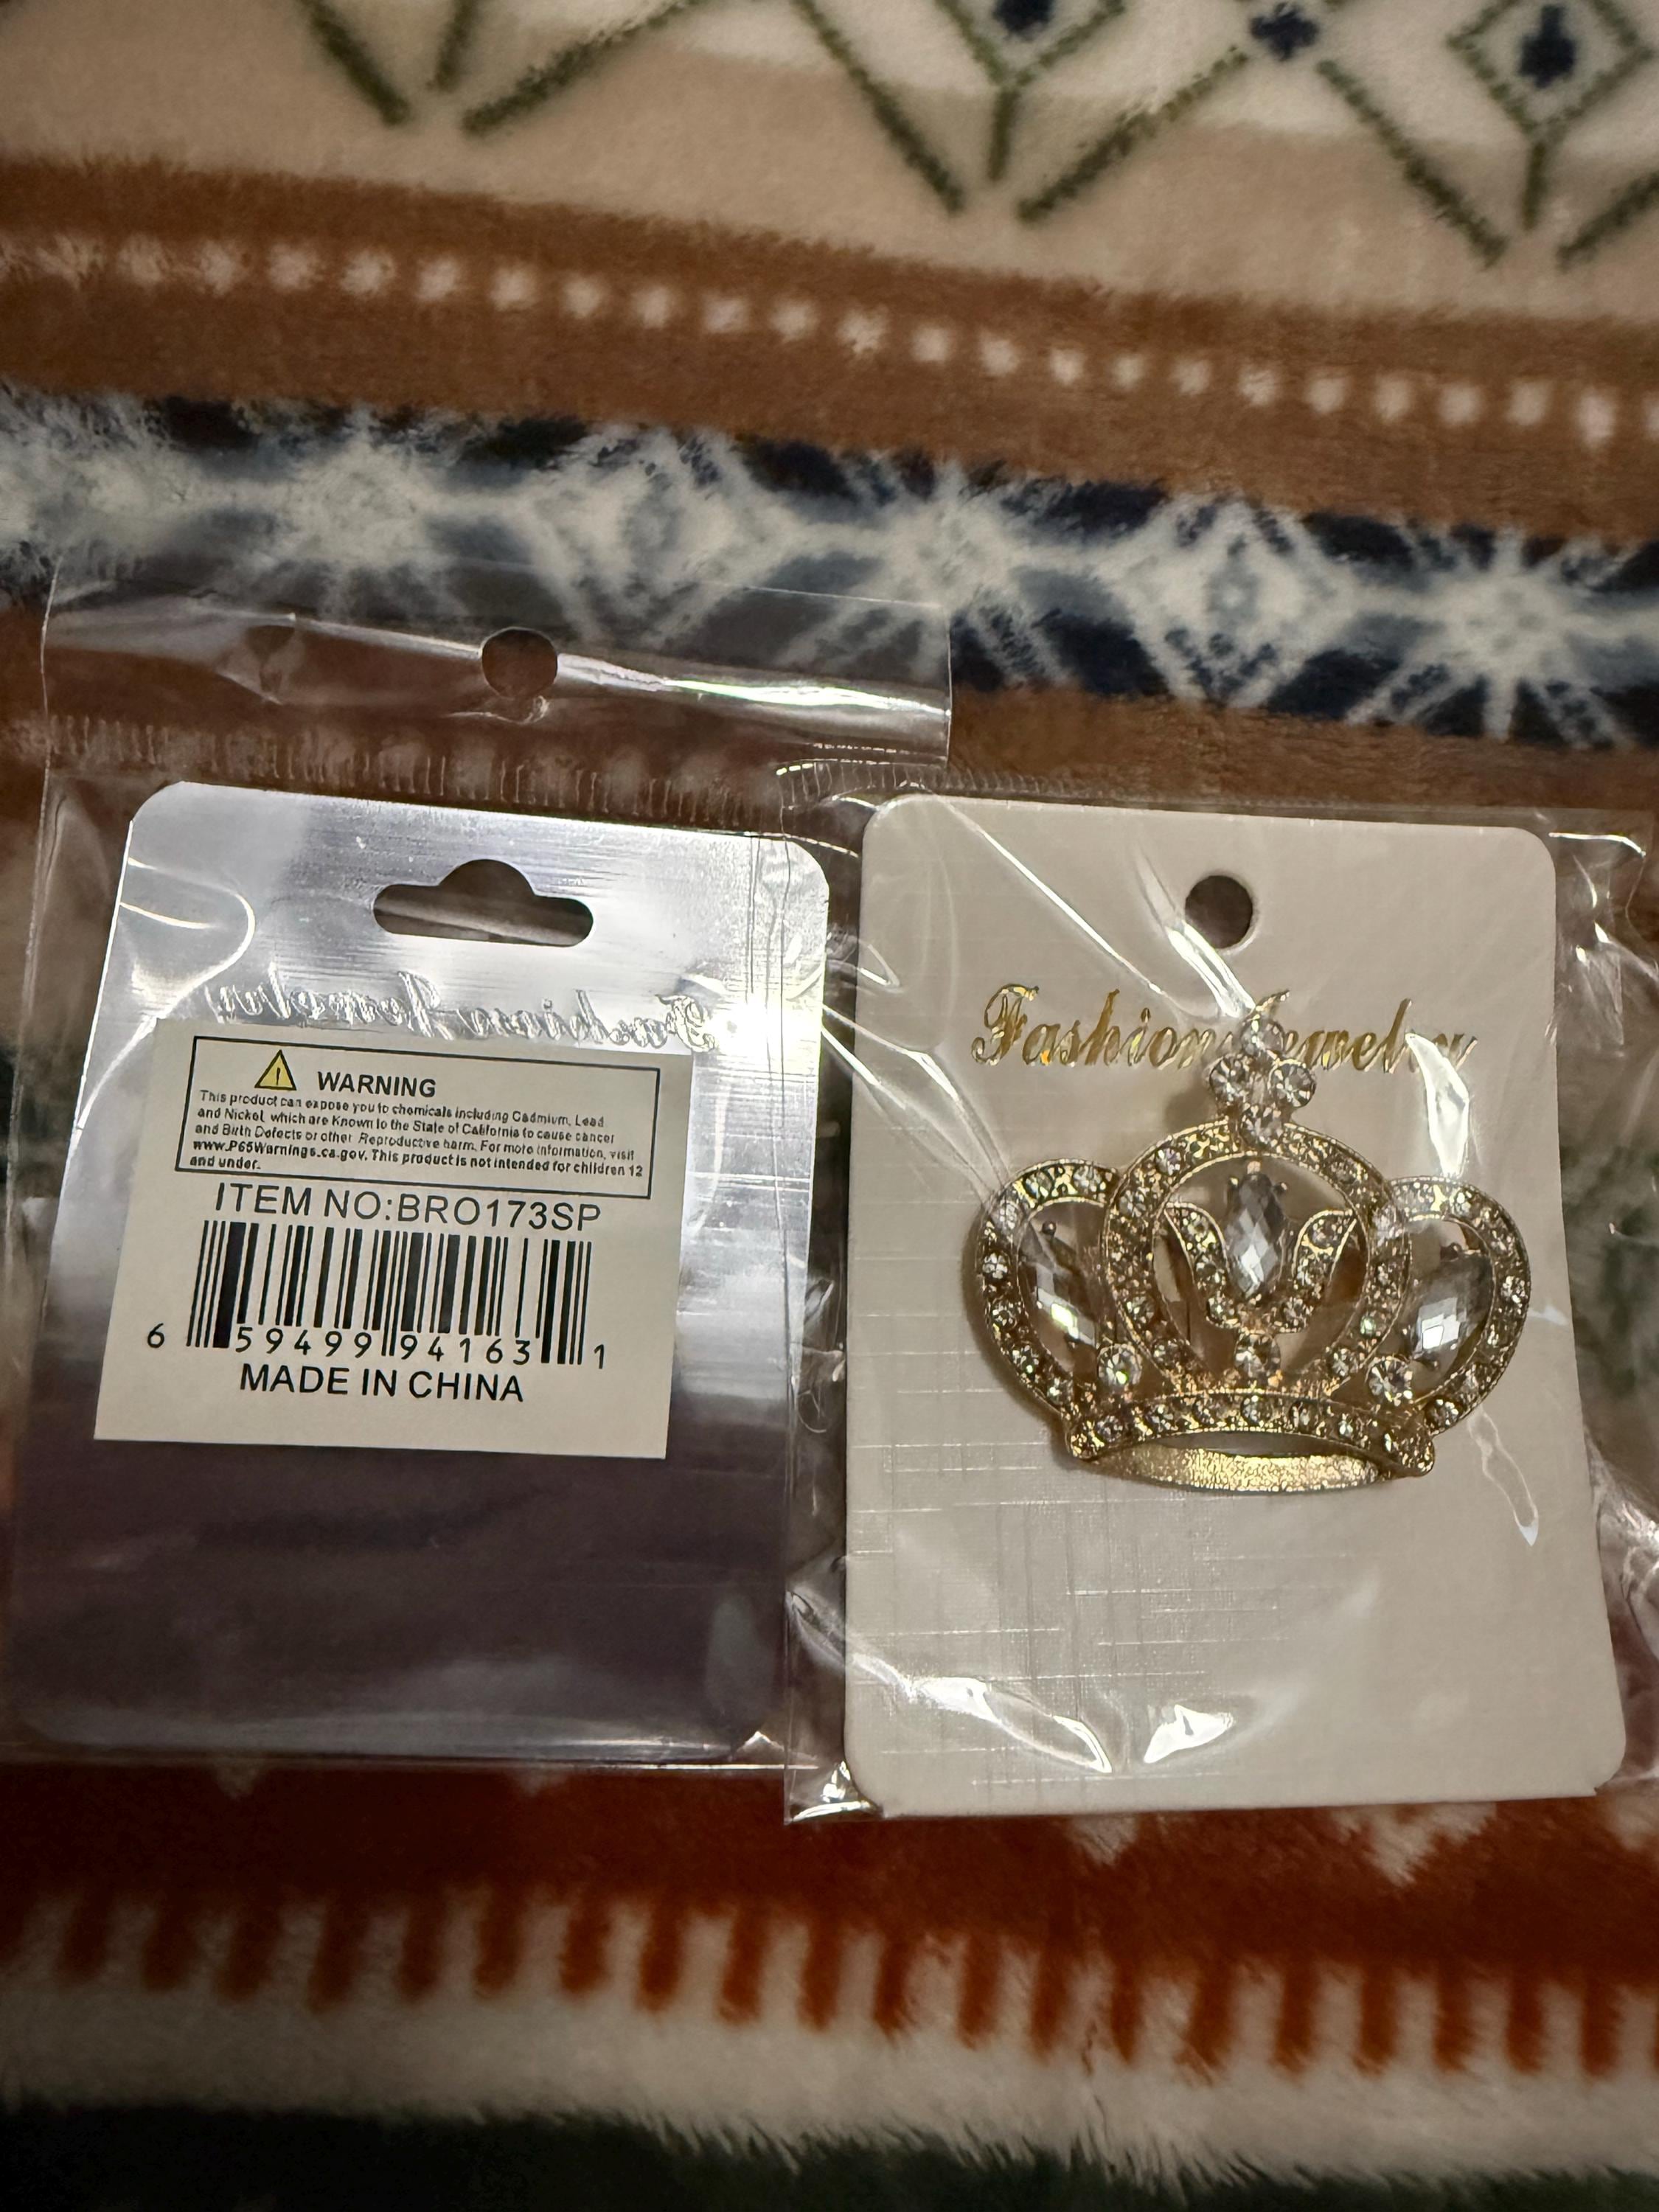 Fashion Jewelry
WARNING
This product can expose you to chemicals including Cadmium, Lead
and Nickel, which are Known to the State of California to cause cancer
and Birth Defects or other Reproductive harm. For more information, visit
www.P65Warnings.ca.gov. This product is not intended for children 12
and under.
ITEM NO:BRO173SP
6 59499 94163 1
MADE IN CHINA
Fashion Jewelry